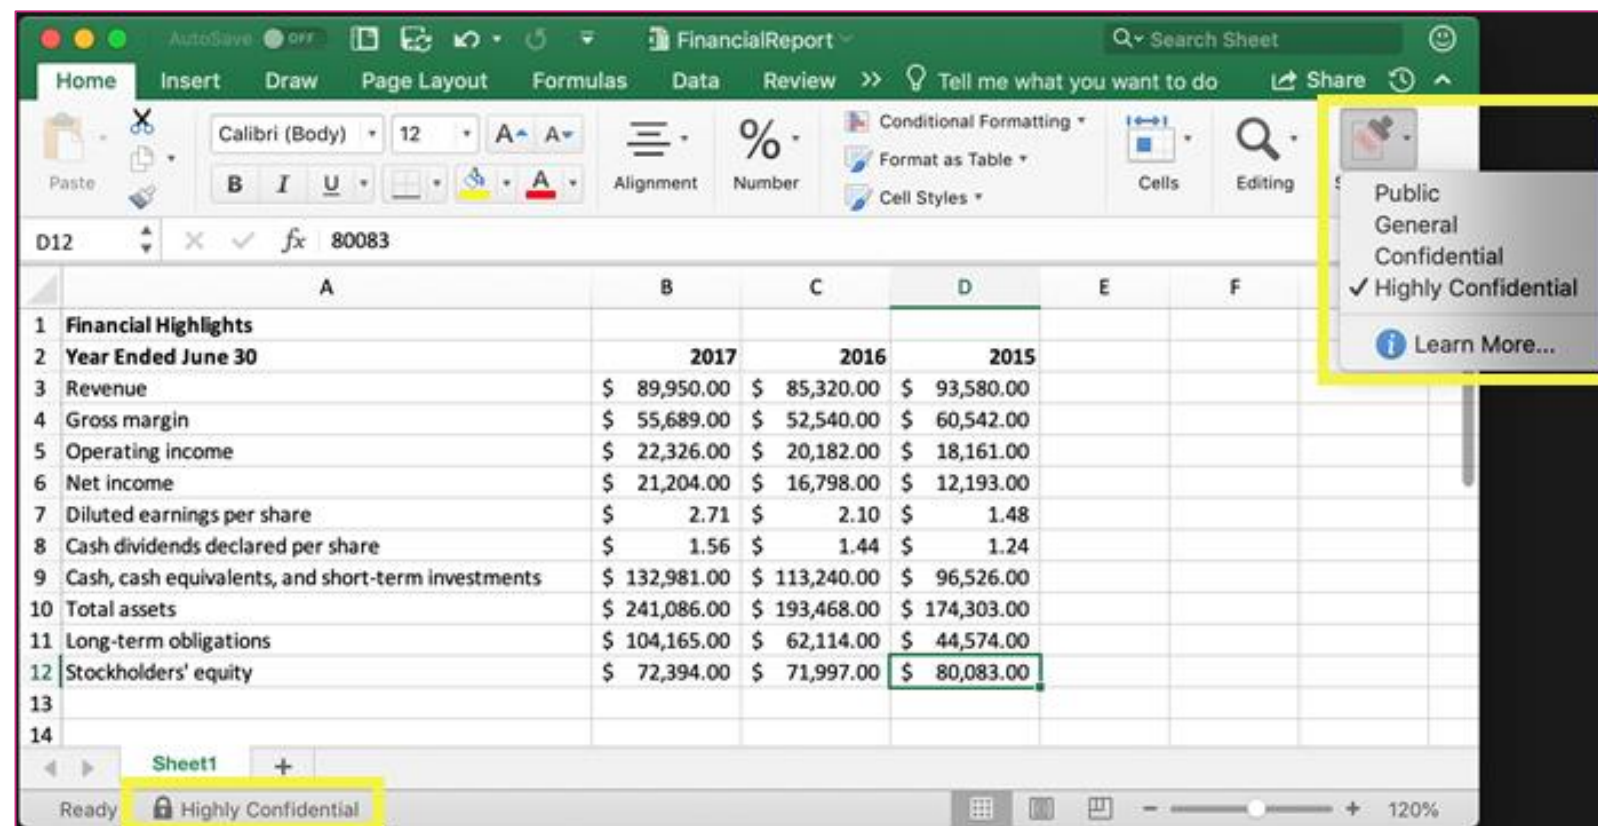 AutoSave OFF FinancialReport Search Sheet
Home Insert Draw Page Layout Formulas Data Review >> Tell me what you want to do Share
Paste Calibri (Body) 12 A A Alignment % Number Conditional Formatting Cells Editing
B I U A Format as Table
Cell Styles
Public
General
Confidential
✓ Highly Confidential
Learn More...
D12 fx 80083
A B C D E F
1 Financial Highlights
2 Year Ended June 30 2017 2016 2015
3 Revenue $ 89,950.00 $ 85,320.00 $ 93,580.00
4 Gross margin $ 55,689.00 $ 52,540.00 $ 60,542.00
5 Operating income $ 22,326.00 $ 20,182.00 $ 18,161.00
6 Net income $ 21,204.00 $ 16,798.00 $ 12,193.00
7 Diluted earnings per share $ 2.71 $ 2.10 $ 1.48
8 Cash dividends declared per share $ 1.56 $ 1.44 $ 1.24
9 Cash, cash equivalents, and short-term investments $ 132,981.00 $ 113,240.00 $ 96,526.00
10 Total assets $ 241,086.00 $ 193,468.00 $ 174,303.00
11 Long-term obligations $ 104,165.00 $ 62,114.00 $ 44,574.00
12 Stockholders' equity $ 72,394.00 $ 71,997.00 $ 80,083.00
13
14
Sheet1 +
Ready Highly Confidential − + 120%